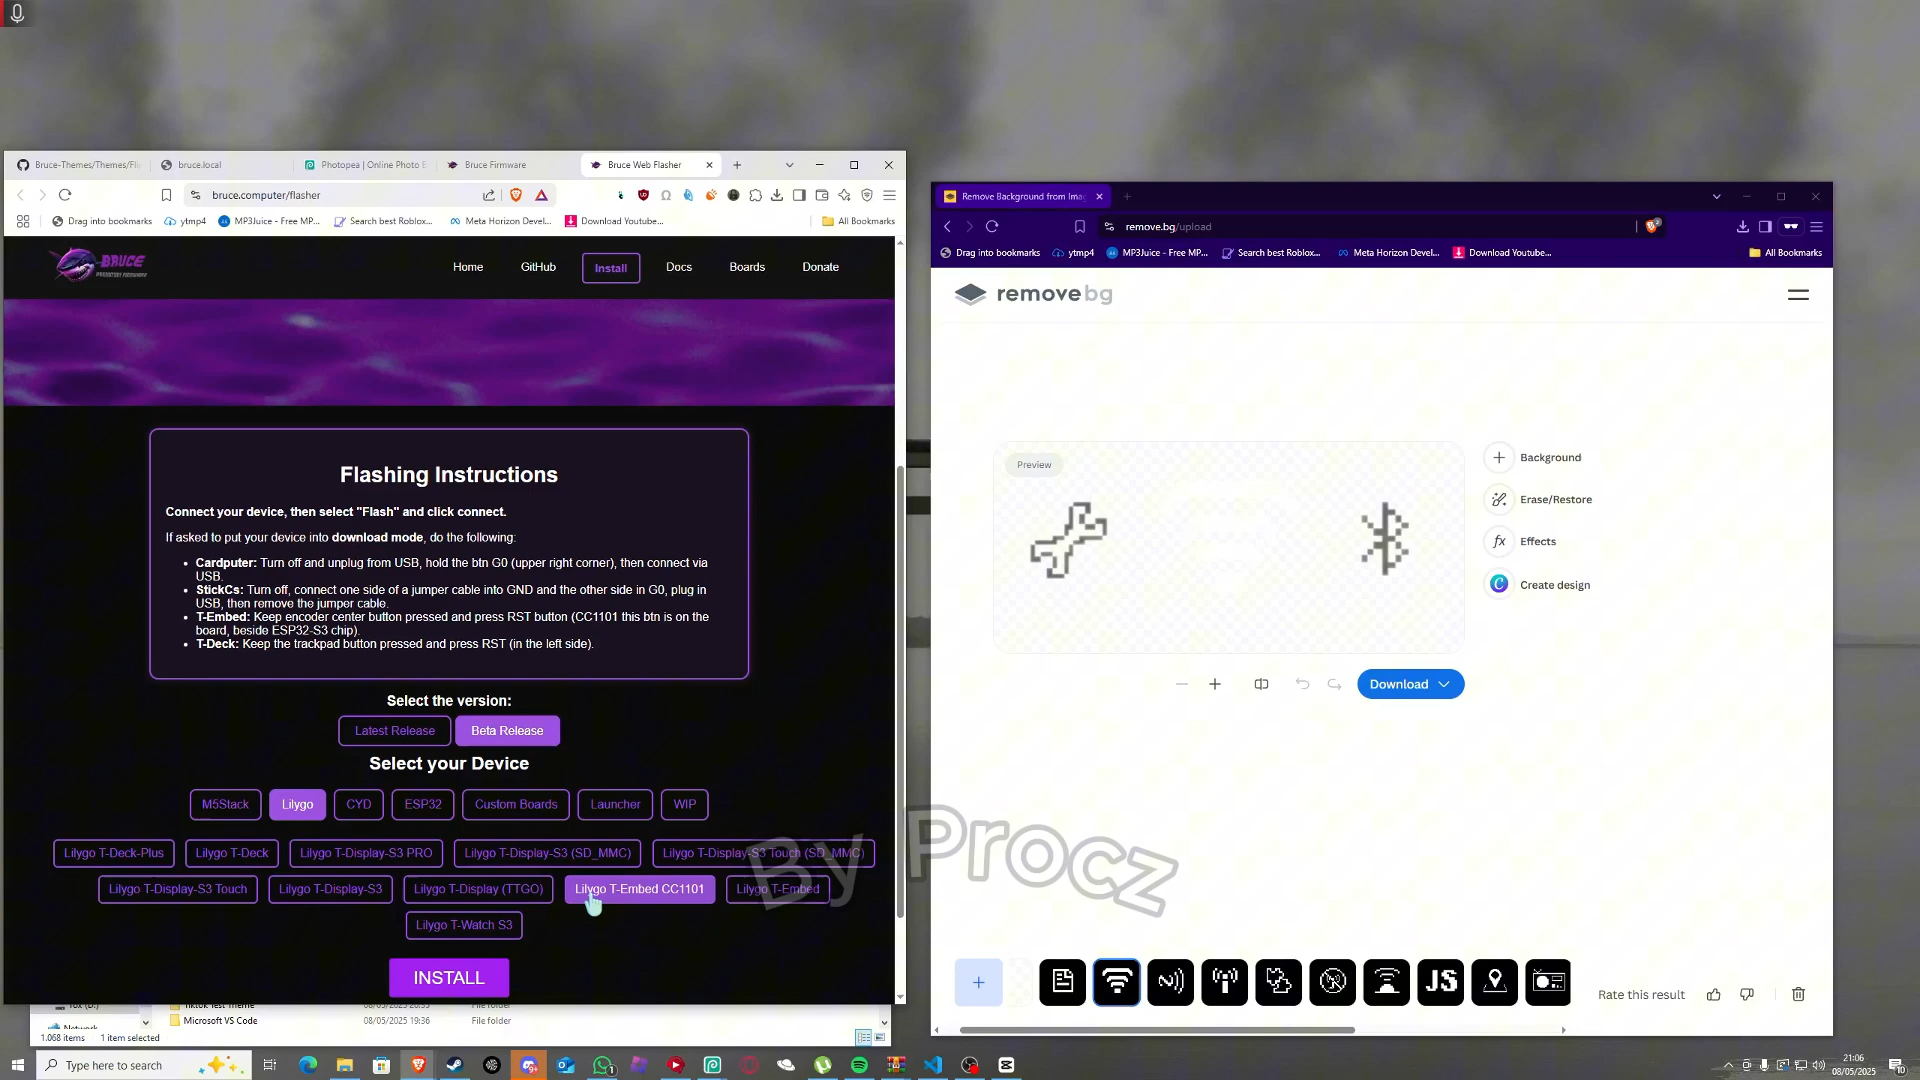 Bruce-Themes/Themes/Fli
bruce.local
Photopea | Online Photo E
Bruce Firmware
Bruce Web Flasher
bruce.computer/flasher
Drag into bookmarks
ytmp4
MP3Juice - Free MP...
Search best Roblox...
Meta Horizon Devel...
Download Youtube...
All Bookmarks
BRUCE
Home
GitHub
Install
Docs
Boards
Donate
Flashing Instructions
Connect your device, then select "Flash" and click connect.
If asked to put your device into download mode, do the following:
Cardputer: Turn off and unplug from USB, hold the btn G0 (upper right corner), then connect via
USB.
StickCs: Turn off, connect one side of a jumper cable into GND and the other side in G0, plug in
USB, then remove the jumper cable.
T-Embed: Keep encoder center button pressed and press RST button (CC1101 this btn is on the
board, beside ESP32-S3 chip).
T-Deck: Keep the trackpad button pressed and press RST (in the left side).
Select the version:
Latest Release
Beta Release
Select your Device
M5Stack
Lilygo
CYD
ESP32
Custom Boards
Launcher
WIP
Lilygo T-Deck-Plus
Lilygo T-Deck
Lilygo T-Display-S3 PRO
Lilygo T-Display-S3 (SD_MMC)
Lilygo T-Display-S3 Touch (SD_MMC)
Lilygo T-Display-S3 Touch
Lilygo T-Display-S3
Lilygo T-Display (TTGO)
Lilygo T-Embed CC1101
Lilygo T-Embed
Lilygo T-Watch S3
INSTALL
Network
Microsoft VS Code
08/05/2025 19:36
File folder
1.068 items
1 item selected
Remove Background from Imag
remove.bg/upload
Drag into bookmarks
ytmp4
MP3Juice - Free MP...
Search best Roblox...
Meta Horizon Devel...
Download Youtube...
All Bookmarks
removebg
Preview
Background
Erase/Restore
fx Effects
Create design
Download
JS
Rate this result
By Procz
Type here to search
21:06
08/05/2025